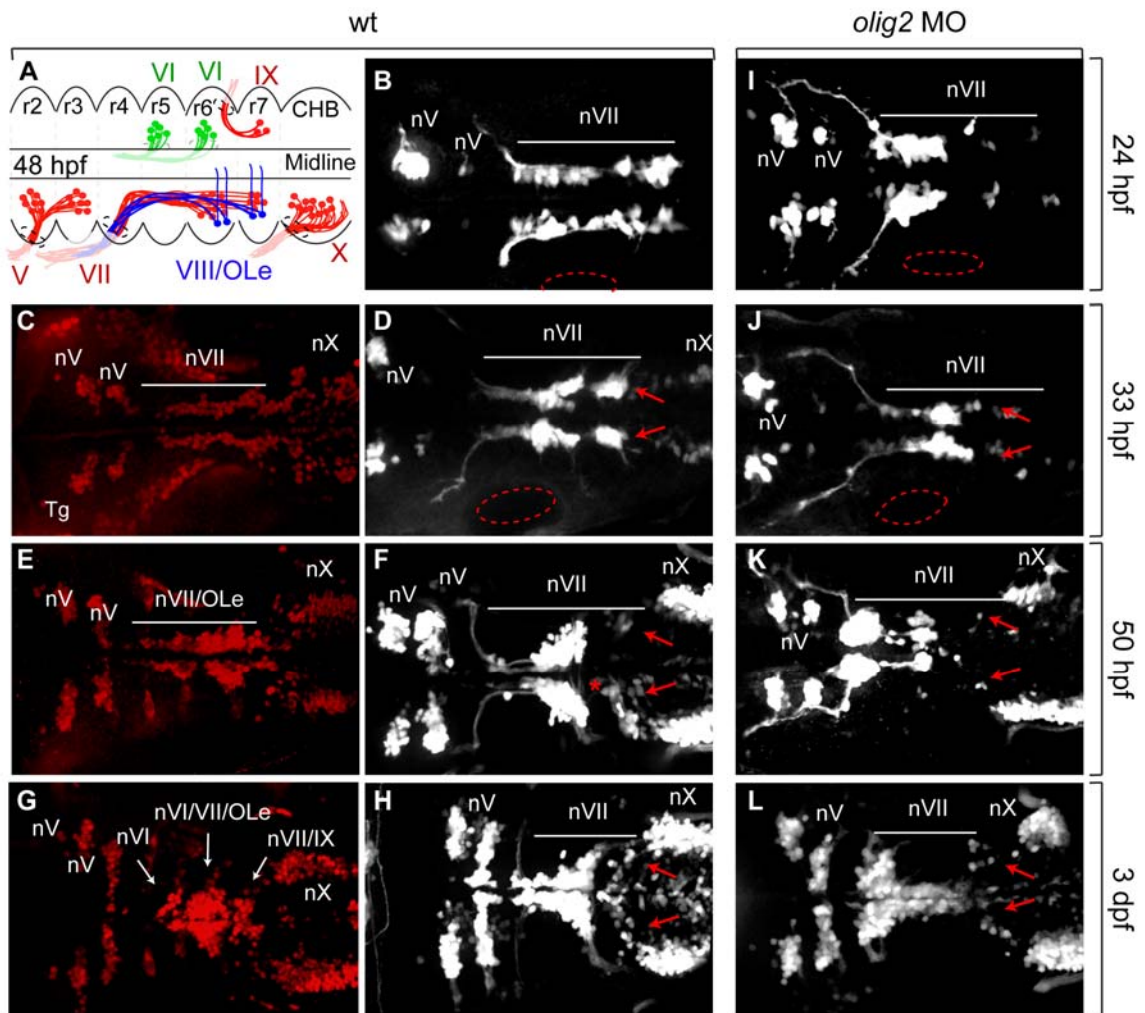 wt
olig2 MO
A
VI
VI
IX
r2
r3
r4
r5
r6
r7
CHB
48 hpf
Midline
V
VII
VIII/OLe
X
B
nV
nV
nVII
I
nV
nV
nVII
24 hpf
C
nV
nV
nVII
nX
Tg
D
nV
nVII
nX
J
nV
nVII
33 hpf
E
nV
nV
nVII/OLe
nX
F
nV
nV
nVII
nX
*
K
nV
nVII
nX
50 hpf
G
nV
nV
nVI
nVI/VII/OLe
nVII/IX
nX
H
nV
nVII
nX
L
nV
nVII
nX
3 dpf